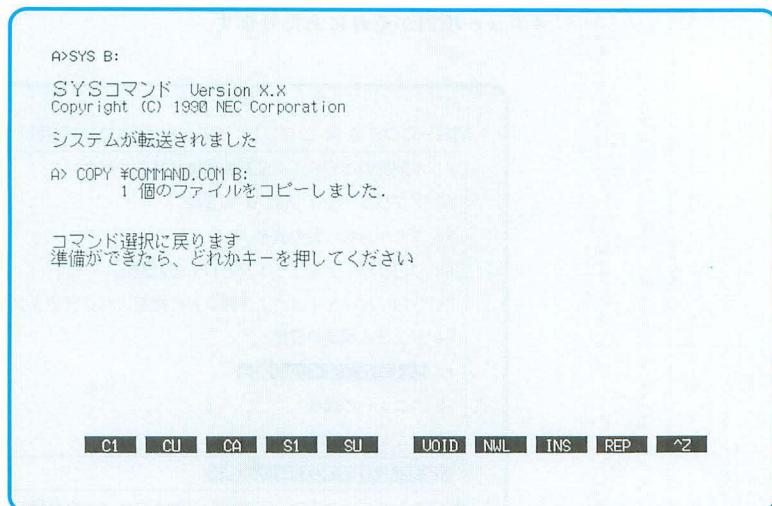 A>SYS B:
SYSコマンド Version X.X
Copyright (C) 1990 NEC Corporation
システムが転送されました
A> COPY ¥COMMAND.COM B:
1 個のファイルをコピーしました.
コマンド選択に戻ります
準備ができたら、どれかキーを押してください
C1 CU CA S1 SU VOID NWL INS REP ^Z